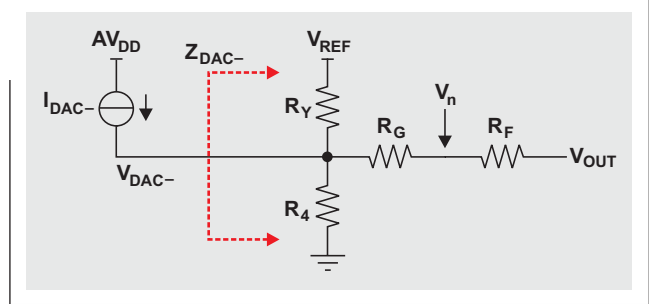 AVDD
ZDAC–
VREF
IDAC–
RY
Vn
RG
RF
VOUT
VDAC–
R4